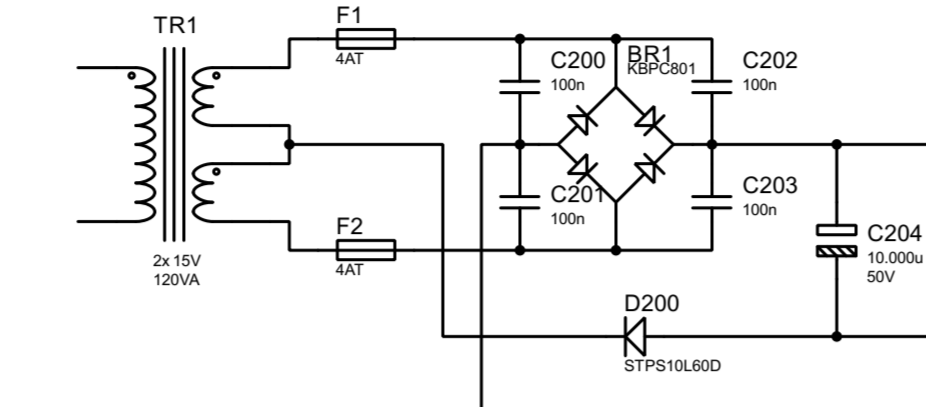 TR1
F1
4AT
C200
100n
BR1
KBPC801
C202
100n
C201
100n
C203
100n
F2
4AT
2x 15V
120VA
C204
10.000u
50V
D200
STPS10L60D